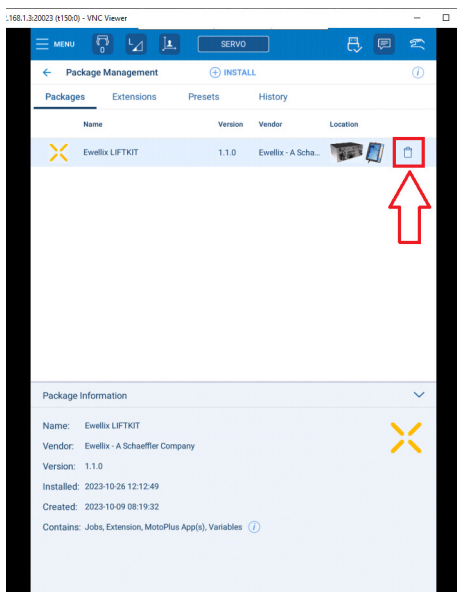 .168.1.3:20023 (t150:0) - VNC Viewer
MENU
0
SERVO
Package Management
INSTALL
i
Packages Extensions Presets History
Name Version Vendor Location
Ewellix LIFTKIT 1.1.0 Ewellix - A Scha...
Package Information
Name: Ewellix LIFTKIT
Vendor: Ewellix - A Schaeffler Company
Version: 1.1.0
Installed: 2023-10-26 12:12:49
Created: 2023-10-09 08:19:32
Contains: Jobs, Extension, MotoPlus App(s), Variables i